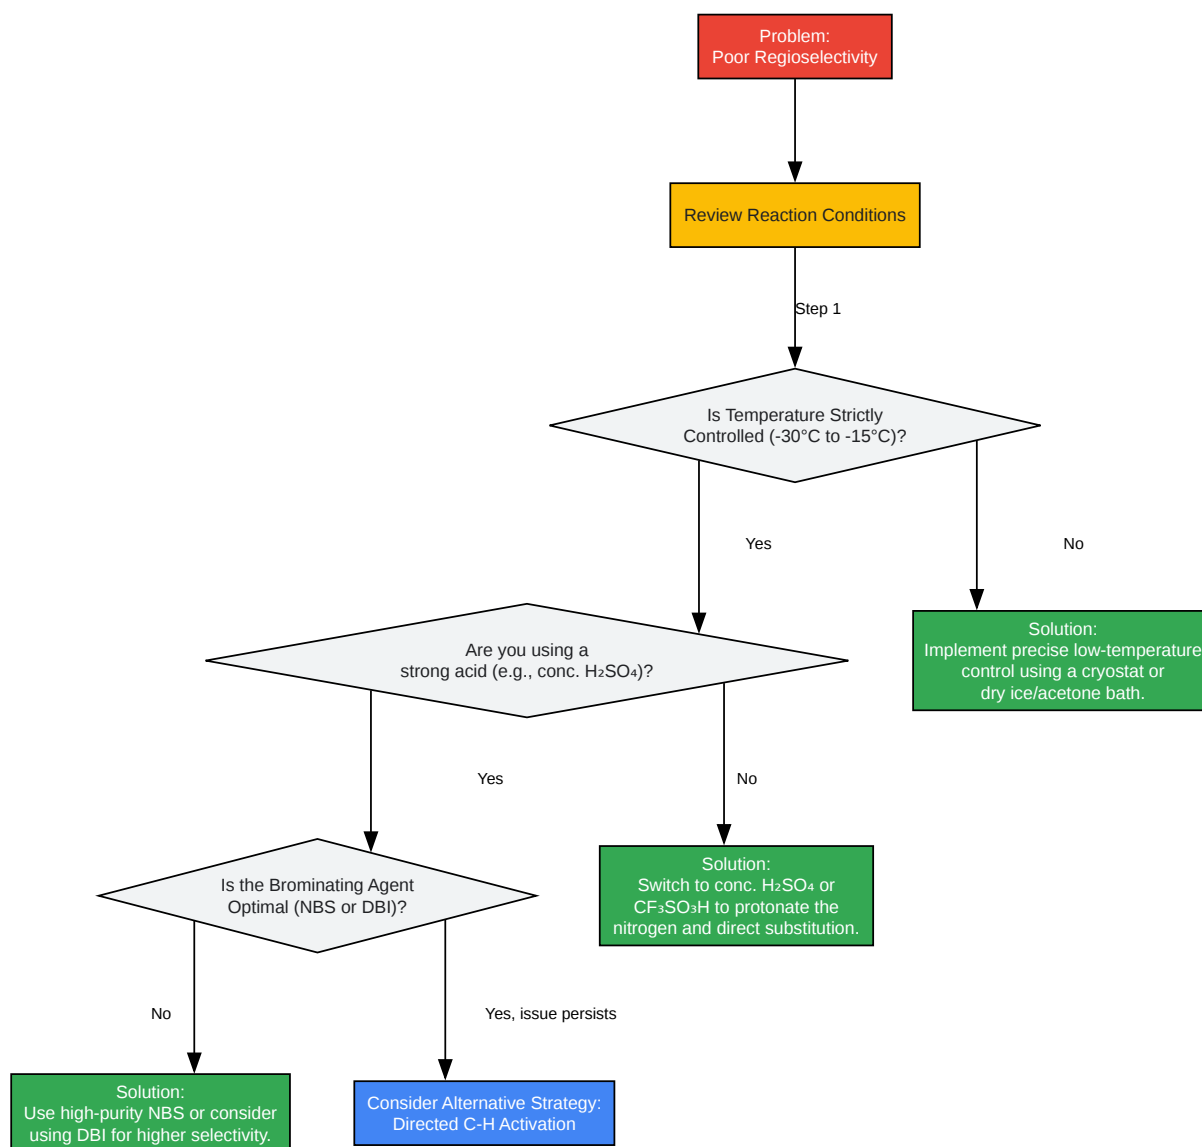 Problem:
Poor Regioselectivity
Review Reaction Conditions
Step 1
Is Temperature Strictly
Controlled (-30°C to -15°C)?
Yes
No
Are you using a
strong acid (e.g., conc. H₂SO₄)?
Solution:
Implement precise low-temperature
control using a cryostat or
dry ice/acetone bath.
Yes
No
Is the Brominating Agent
Optimal (NBS or DBI)?
Solution:
Switch to conc. H₂SO₄ or
CF₃SO₃H to protonate the
nitrogen and direct substitution.
No
Yes, issue persists
Solution:
Use high-purity NBS or consider
using DBI for higher selectivity.
Consider Alternative Strategy:
Directed C-H Activation